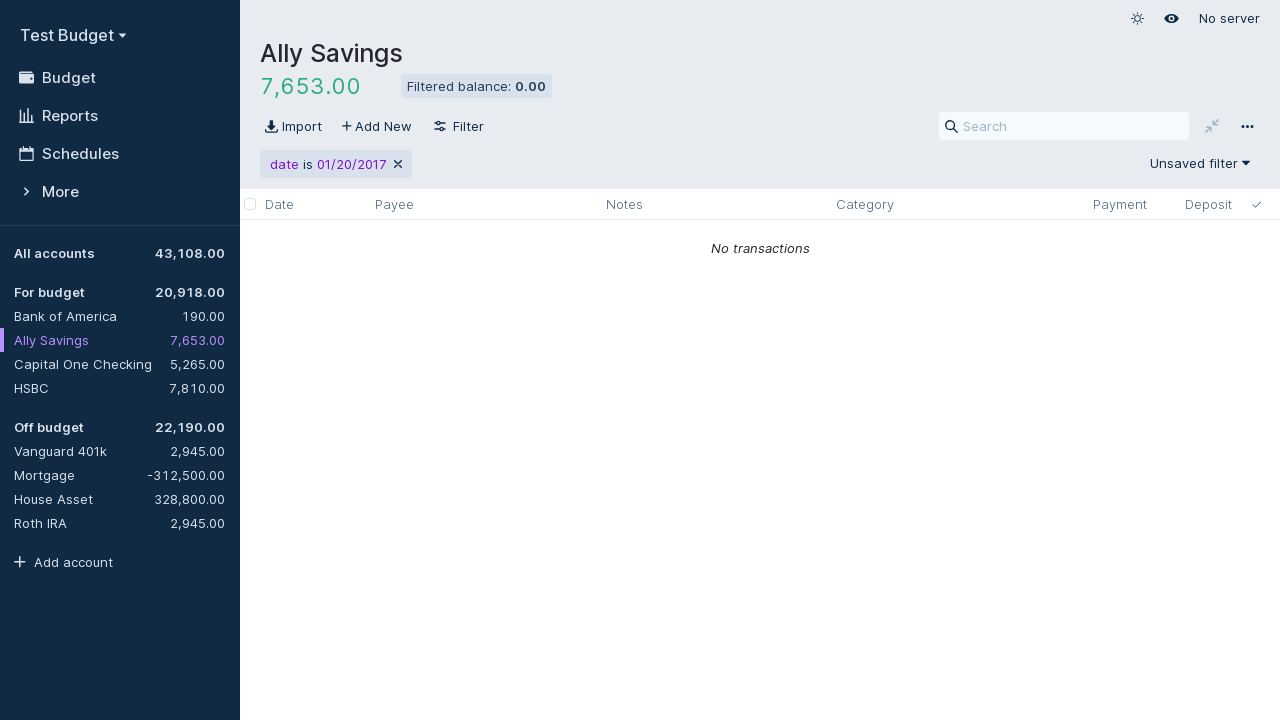 Test Budget
Budget
Reports
Schedules
More
All accounts 43,108.00
For budget 20,918.00
Bank of America 190.00
Ally Savings 7,653.00
Capital One Checking 5,265.00
HSBC 7,810.00
Off budget 22,190.00
Vanguard 401k 2,945.00
Mortgage -312,500.00
House Asset 328,800.00
Roth IRA 2,945.00
Add account
No server
Ally Savings
7,653.00 Filtered balance: 0.00
Import Add New Filter Search
date is 01/20/2017 Unsaved filter
Date Payee Notes Category Payment Deposit
No transactions